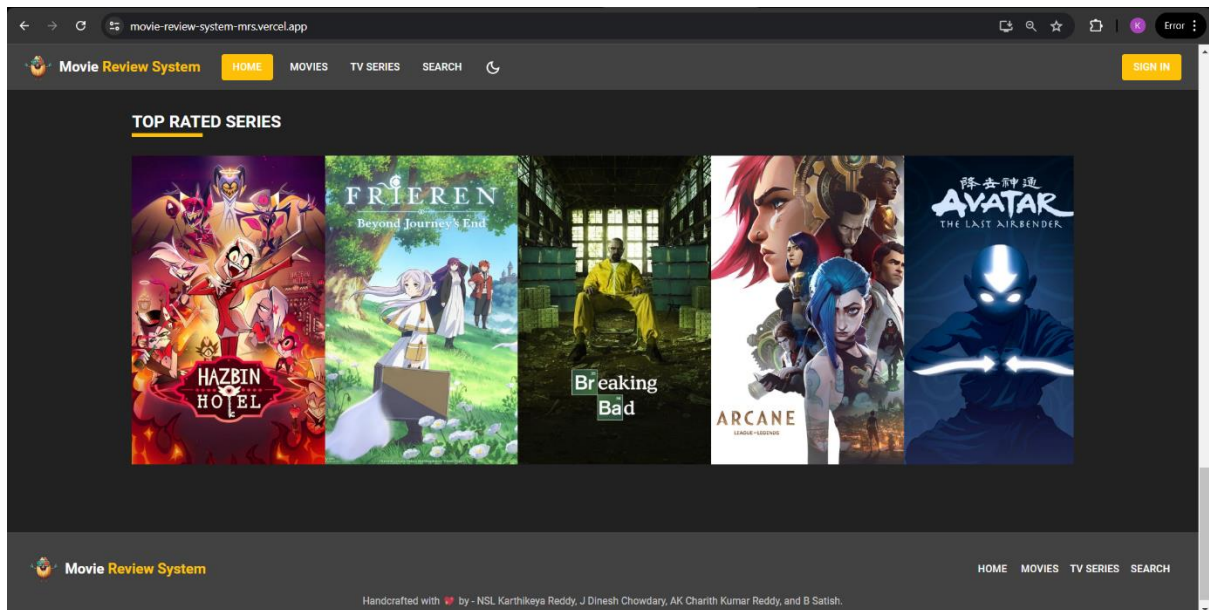 movie-review-system-mrs.vercel.app
K
Error
Movie Review System
HOME
MOVIES
TV SERIES
SEARCH
SIGN IN
TOP RATED SERIES
HAZBIN
HOTEL
FRIEREN
Beyond Journey's End
Breaking
Bad
ARCANE
LEAGUE OF LEGENDS
降去神通
AVATAR
THE LAST AIRBENDER
Movie Review System
HOME MOVIES TV SERIES SEARCH
Handcrafted with by - NSL Karthikeya Reddy, J Dinesh Chowdary, AK Charith Kumar Reddy, and B Satish.